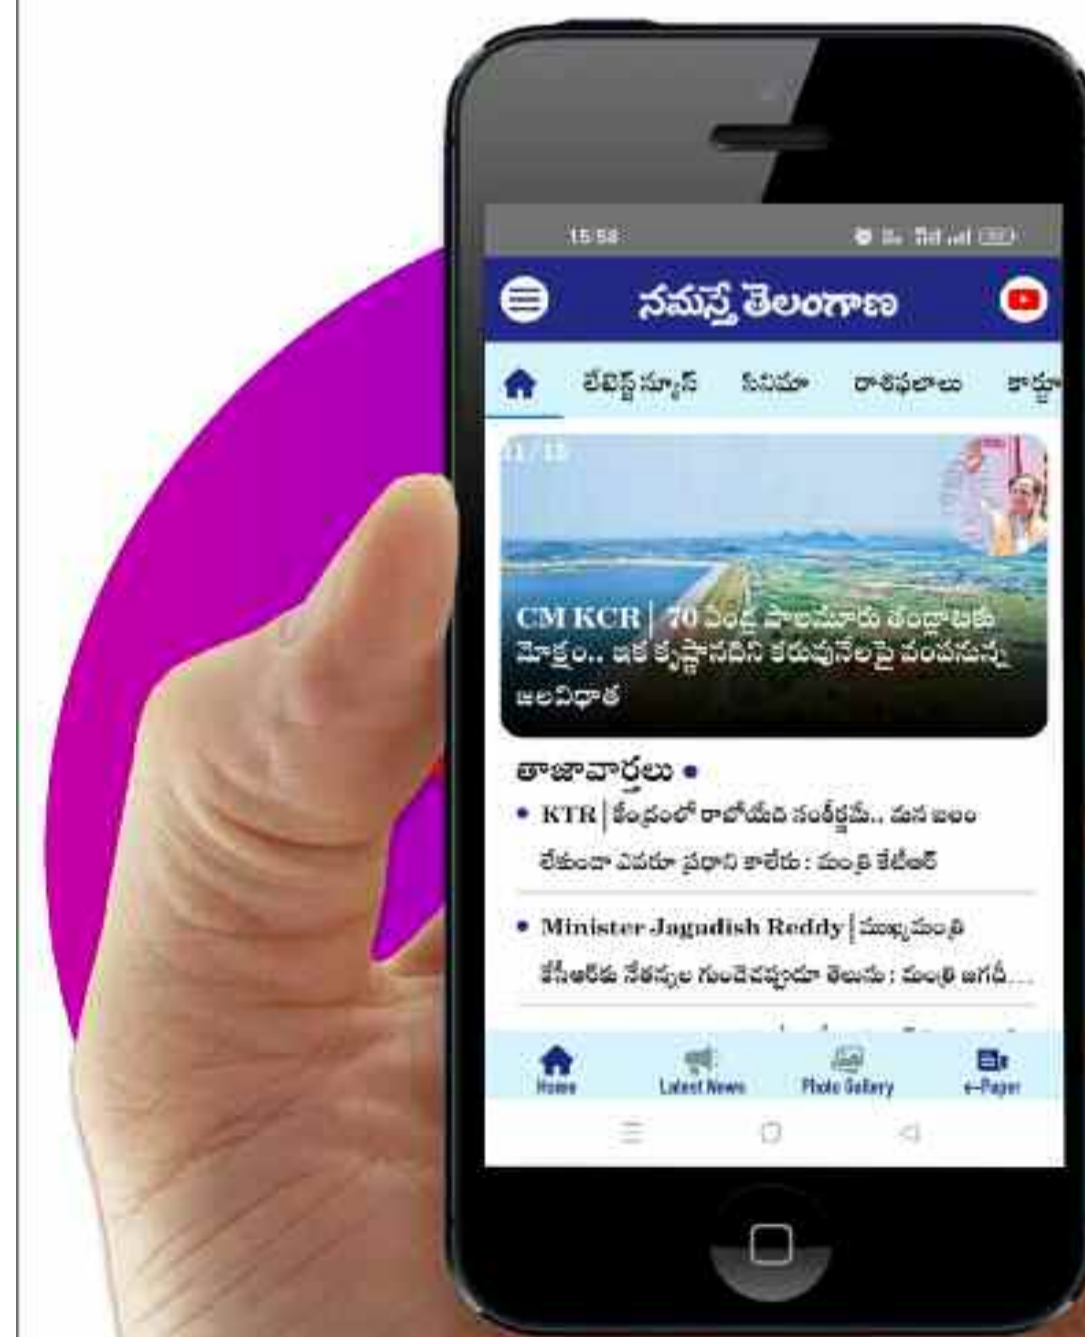 15:58
నమస్తే తెలంగాణ
లేటెస్ట్ న్యూస్ సినిమా రాశిఫలాలు కార్టూ
11/15
CM KCR | 70 ఏండ్ల పాలమూరు తండ్లాటకు
మోక్షం.. ఇక కృష్ణానదిని కరువునేలపై వంపనున్న
జలవిధాత
తాజావార్తలు •
• KTR | కేంద్రంలో రాబోయేది సంకీర్ణమే.. మన బలం
లేకుండా ఎవరూ ప్రధాని కాలేరు : మంత్రి కేటీఆర్
• Minister Jagadish Reddy | ముఖ్యమంత్రి
కేసీఆర్‌కు నేతన్నల గుండెచప్పుడూ తెలుసు : మంత్రి జగదీ....
Home Latest News Photo Gallery e-Paper